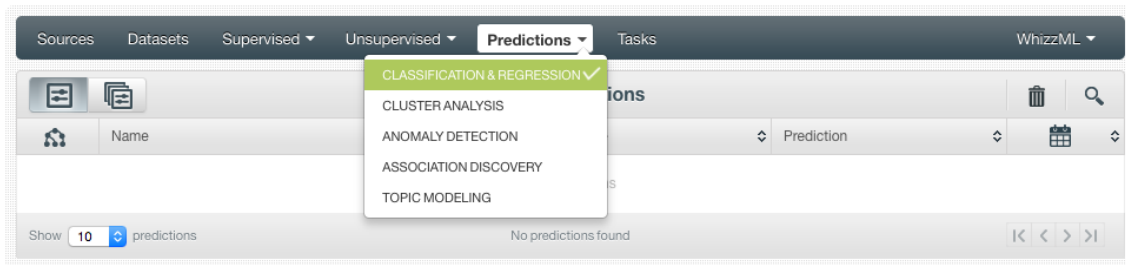 Sources Datasets Supervised Unsupervised Predictions Tasks WhizzML
CLASSIFICATION & REGRESSION
ions
CLUSTER ANALYSIS
ANOMALY DETECTION
Name Prediction
ASSOCIATION DISCOVERY
TOPIC MODELING
Show 10 predictions No predictions found